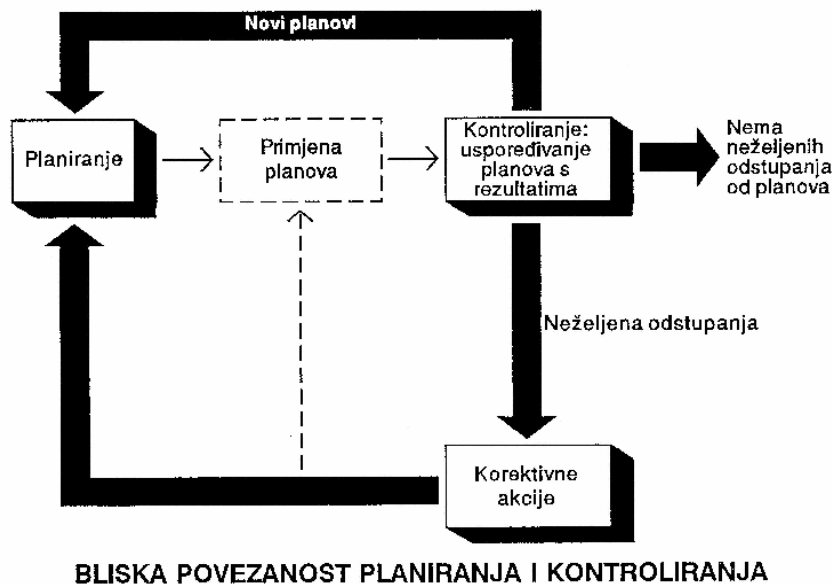 Novi planovi
Planiranje
Primjena
planova
Kontroliranje:
uspoređivanje
planova s
rezultatima
Nema
neželjenih
odstupanja
od planova
Neželjena odstupanja
Korektivne
akcije
BLISKA POVEZANOST PLANIRANJA I KONTROLIRANJA